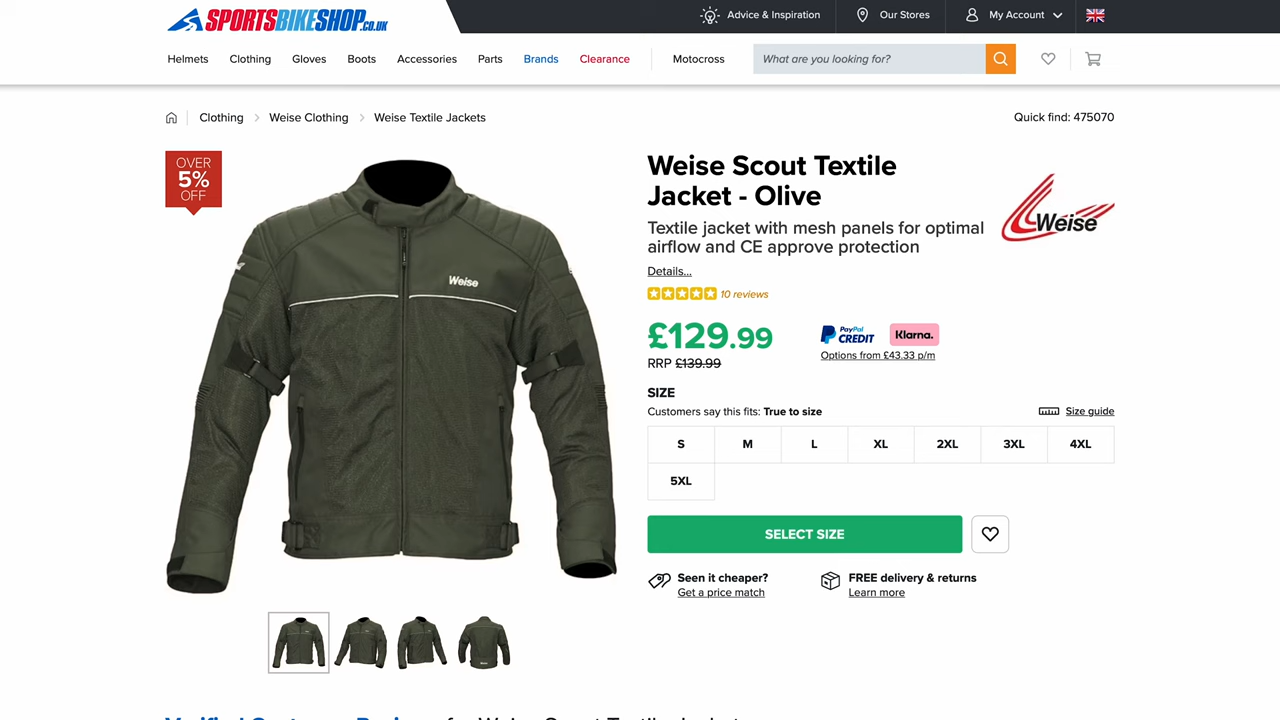 SPORTSBIKESHOP.CO.UK
Advice & Inspiration
Our Stores
My Account
Helmets
Clothing
Gloves
Boots
Accessories
Parts
Brands
Clearance
Motocross
What are you looking for?
Clothing
Weise Clothing
Weise Textile Jackets
Quick find: 475070
OVER
5%
OFF
Weise
Weise Scout Textile
Jacket - Olive
Weise
Textile jacket with mesh panels for optimal
airflow and CE approve protection
Details...
10 reviews
£129.99
RRP £139.99
PayPal
CREDIT
Klarna.
Options from £43.33 p/m
SIZE
Customers say this fits: True to size
Size guide
S
M
L
XL
2XL
3XL
4XL
5XL
SELECT SIZE
Seen it cheaper?
Get a price match
FREE delivery & returns
Learn more